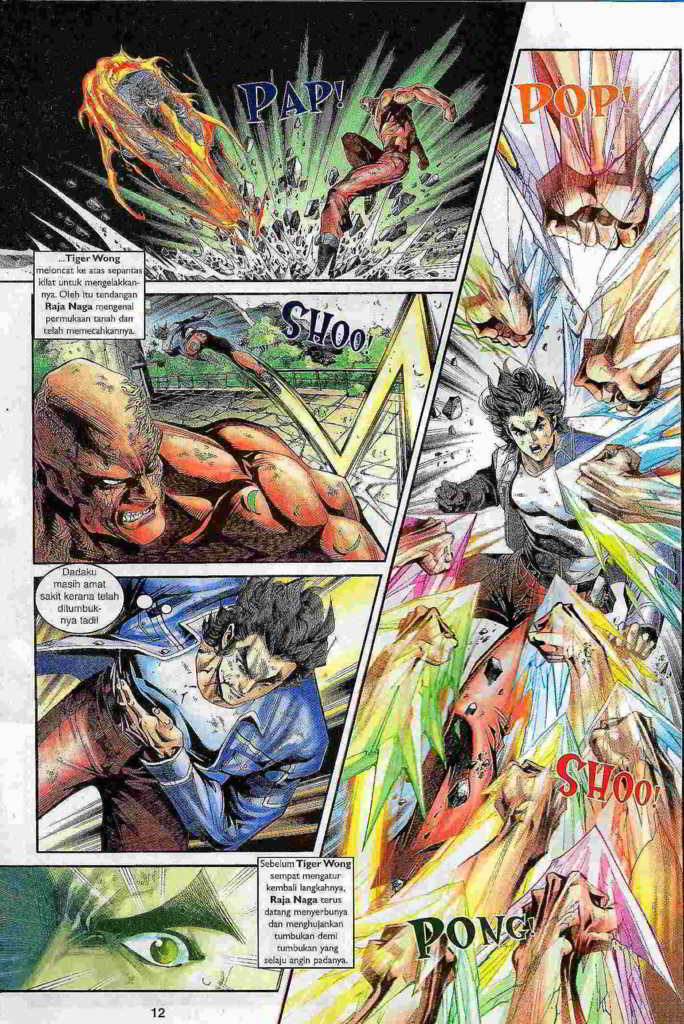 PAP!
POP!
...Tiger Wong
meloncat ke atas sepantas
kilat untuk mengelakkan-
nya. Oleh itu tendangan
Raja Naga mengenai
permukaan tanah dan
telah memecahkannya.
SHOO!
Dadaku
masih amat
sakit kerana telah
ditumbuk-
nya tadi!
SHOO!
Sebelum Tiger Wong
sempat mengatur
kembali langkahnya,
Raja Naga terus
datang menyerbunya
dan menghujankan
tumbukan demi
tumbukan yang
selaju angin padanya.
PONG!
12